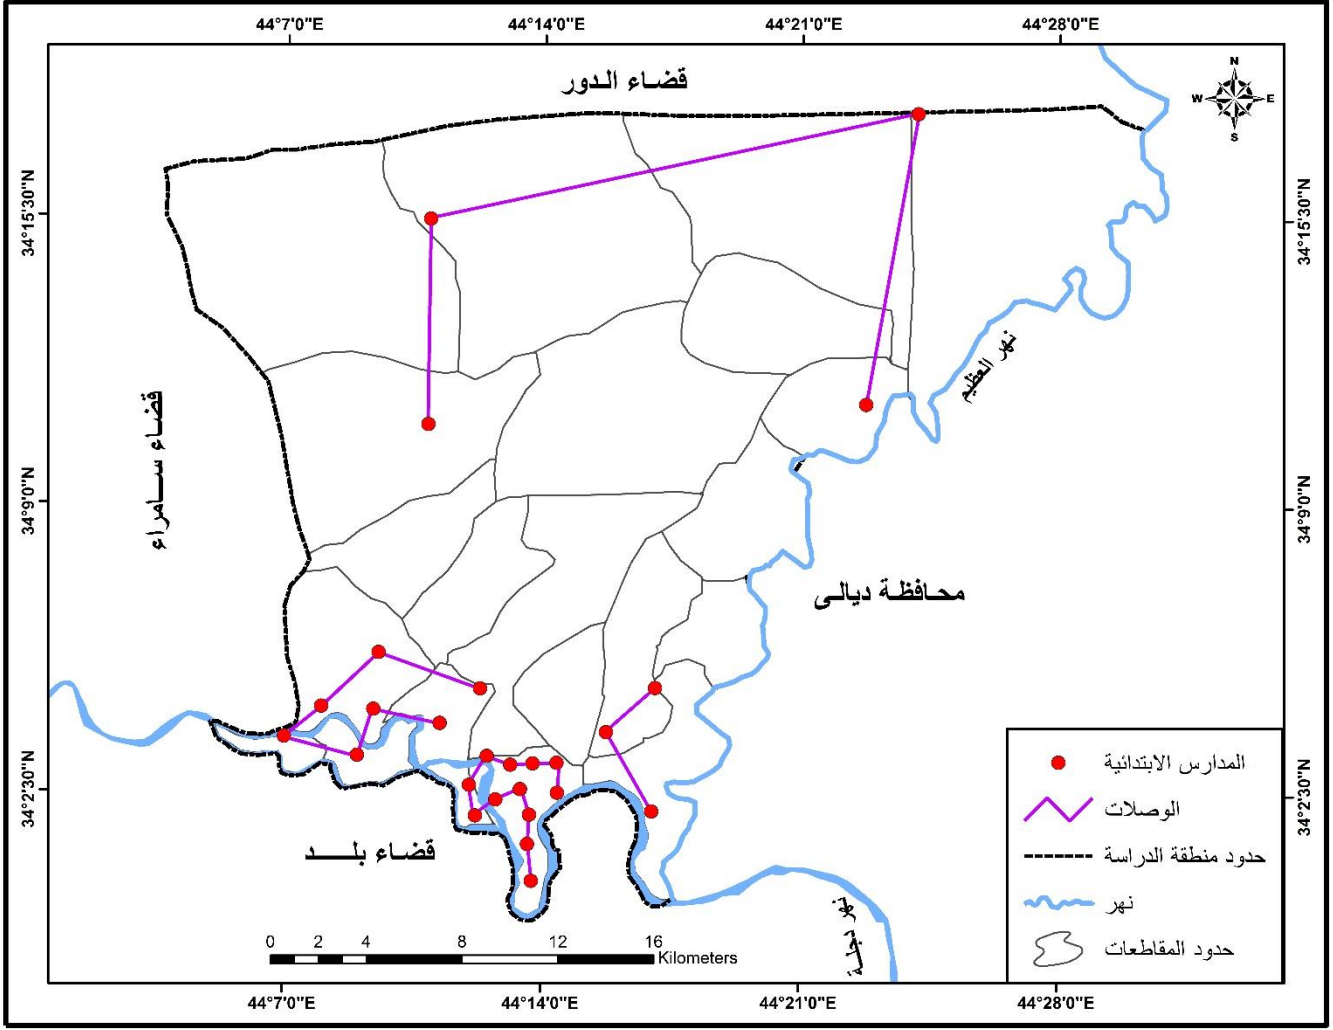 44°7'0"E 44°14'0"E 44°21'0"E 44°28'0"E
قضاء الدور
N
W E
S
34°15'30"N 34°15'30"N
نهر العظيم
قضاء سامراء
34°9'0"N 34°9'0"N
محافظة ديالى
34°2'30"N 34°2'30"N
قضاء بلد
نهر دجلة
المدارس الابتدائية
الوصلات
حدود منطقة الدراسة
نهر
حدود المقاطعات
0 2 4 8 12 16
Kilometers
44°7'0"E 44°14'0"E 44°21'0"E 44°28'0"E